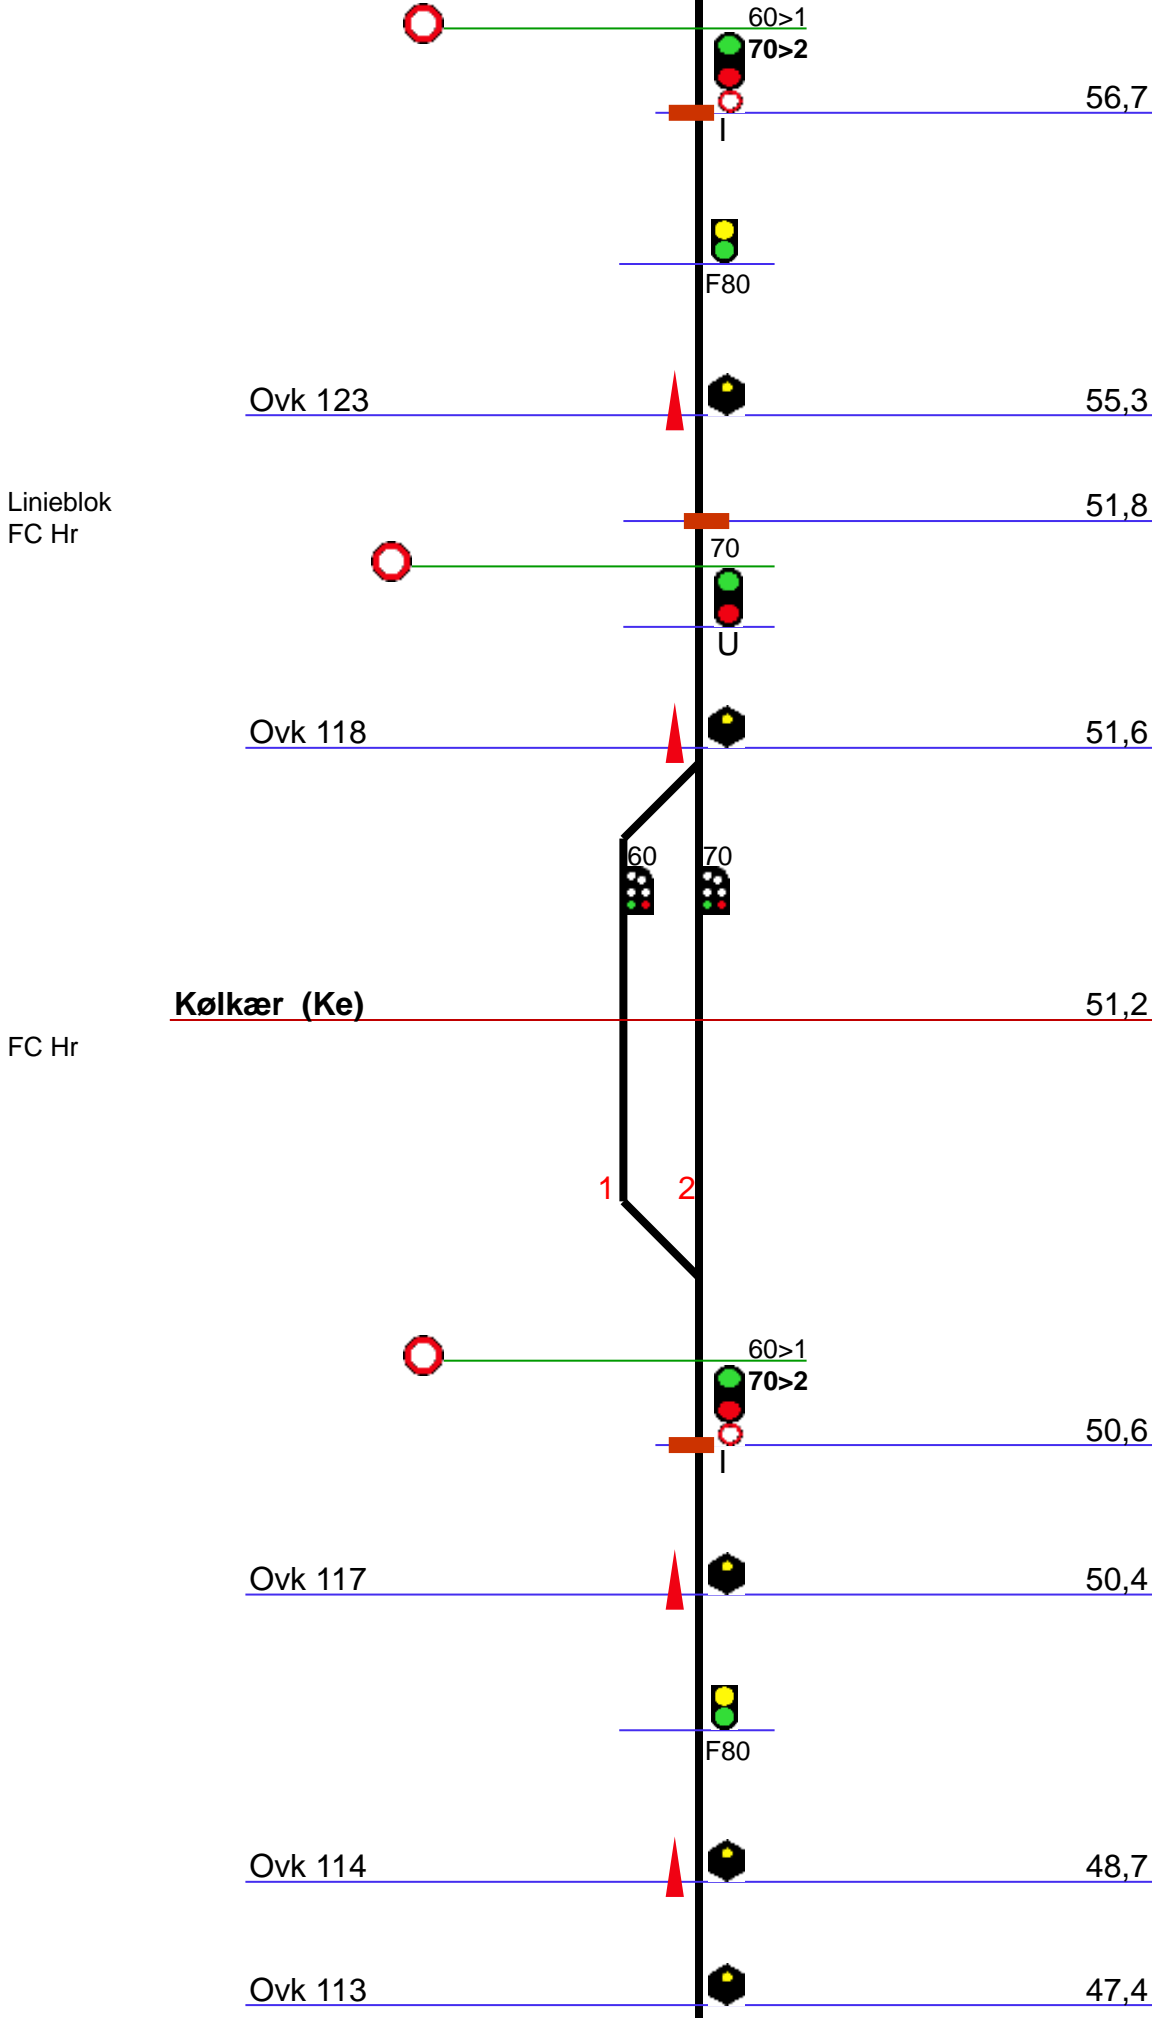 60>1
70>2
56,7
I
F80
Ovk 123
55,3
Linieblok
FC Hr
51,8
70
U
Ovk 118
51,6
60
70
Kølkær (Ke)
51,2
FC Hr
1
2
60>1
70>2
50,6
I
Ovk 117
50,4
F80
Ovk 114
48,7
Ovk 113
47,4